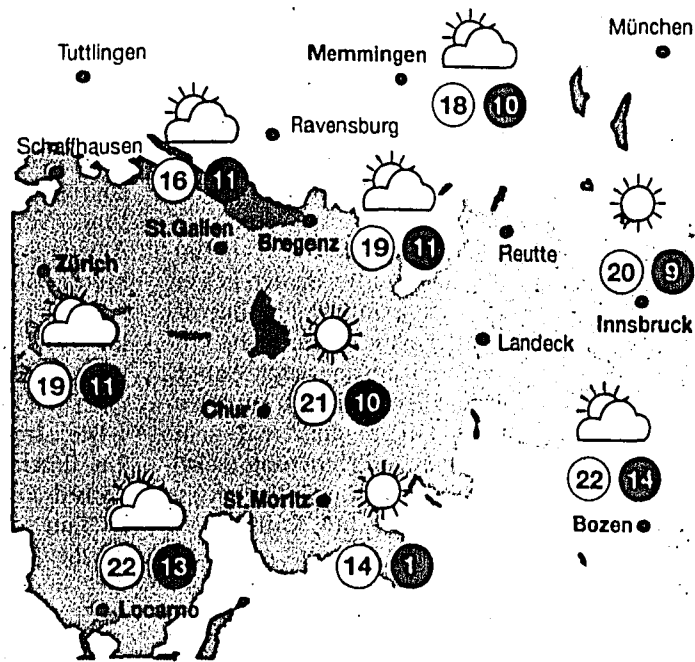 München
Tuttlingen
Memmingen
18 10
Ravensburg
Schaffhausen
16 11
St.Gallen
Bregenz
19 11
Reutte
20 9
Innsbruck
Zürich
Landeck
19 11
Chur
21 10
22 14
St.Moritz
Bozen
22 13
14 1
Locarno